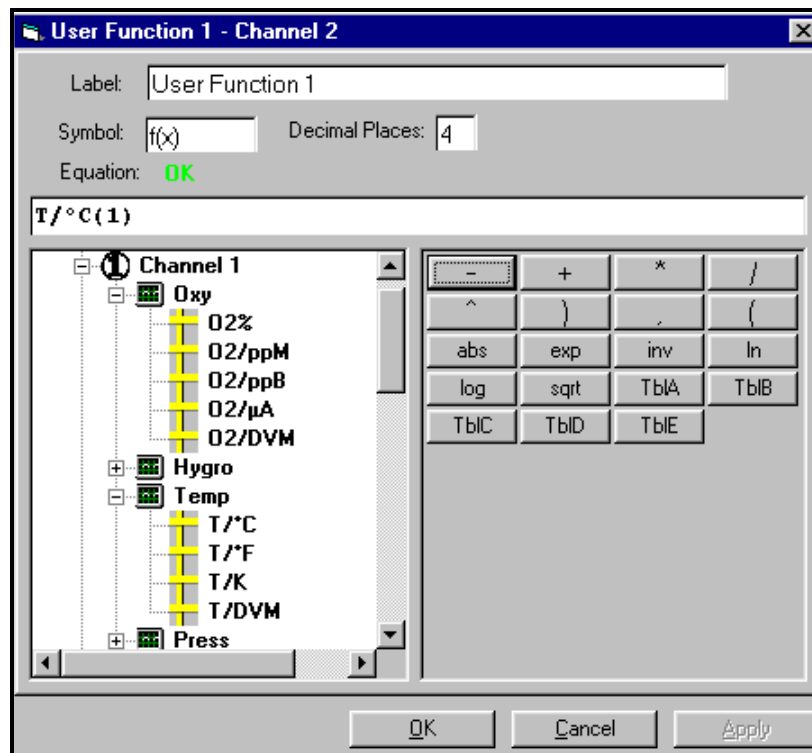 User Function 1 - Channel 2
Label: User Function 1
Symbol: f(x) Decimal Places: 4
Equation: OK
T/°C(1)
1 Channel 1
Oxy
O2%
O2/ppM
O2/ppB
O2/µA
O2/DVM
Hygro
Temp
T/°C
T/°F
T/K
T/DVM
Press
- + * /
^ ) , (
abs exp inv ln
log sqrt TblA TblB
TblC TblD TblE
OK Cancel Apply